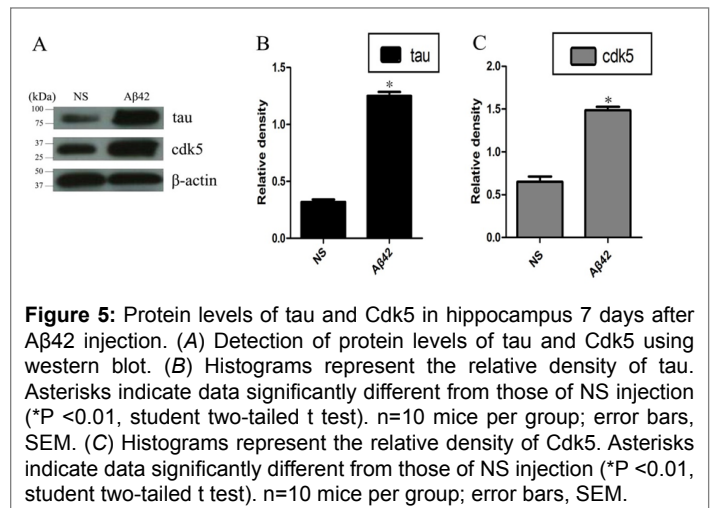 A
(kDa) NS Aβ42
100
75
tau
37
25
cdk5
50
37
β-actin
B
tau
1.5
1.0
0.5
0.0
Relative density
*
NS
Aβ42
C
cdk5
2.0
1.5
1.0
0.5
0.0
Relative density
*
NS
Aβ42
Figure 5: Protein levels of tau and Cdk5 in hippocampus 7 days after
Aβ42 injection. (A) Detection of protein levels of tau and Cdk5 using
western blot. (B) Histograms represent the relative density of tau.
Asterisks indicate data significantly different from those of NS injection
(*P <0.01, student two-tailed t test). n=10 mice per group; error bars,
SEM. (C) Histograms represent the relative density of Cdk5. Asterisks
indicate data significantly different from those of NS injection (*P <0.01,
student two-tailed t test). n=10 mice per group; error bars, SEM.